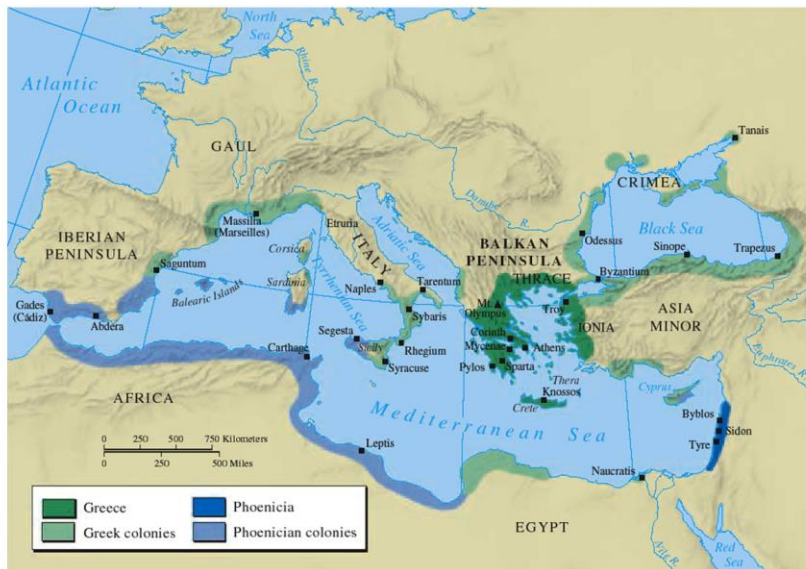 North
Sea
Atlantic
Ocean
Rhine R.
GAUL
Tanais
CRIMEA
Danube R.
Massilia
(Marseilles)
Etruria
Adriatic Sea
Black Sea
IBERIAN
PENINSULA
Corsica
ITALY
BALKAN
PENINSULA
Odessus
Sinope
Trapezus
Saguntum
THRACE
Byzantium
Sardinia
Tyrrhenian Sea
Naples
Tarentum
Balearic Islands
Mt
Olympus
Troy
ASIA
MINOR
Gades
(Cádiz)
Abdera
Sybaris
IONIA
Segesta
Corinth
Carthage
Sicily
Rhegium
Mycenae
Athens
Euphrates R.
Syracuse
Pylos
Sparta
Thera
Knossos
Cyprus
AFRICA
Crete
Mediterranean Sea
Byblos
Sidon
Tyre
0 250 500 750 Kilometers
0 250 500 Miles
Leptis
Naucratis
Greece
Phoenicia
Greek colonies
Phoenician colonies
EGYPT
Nile R.
Red
Sea